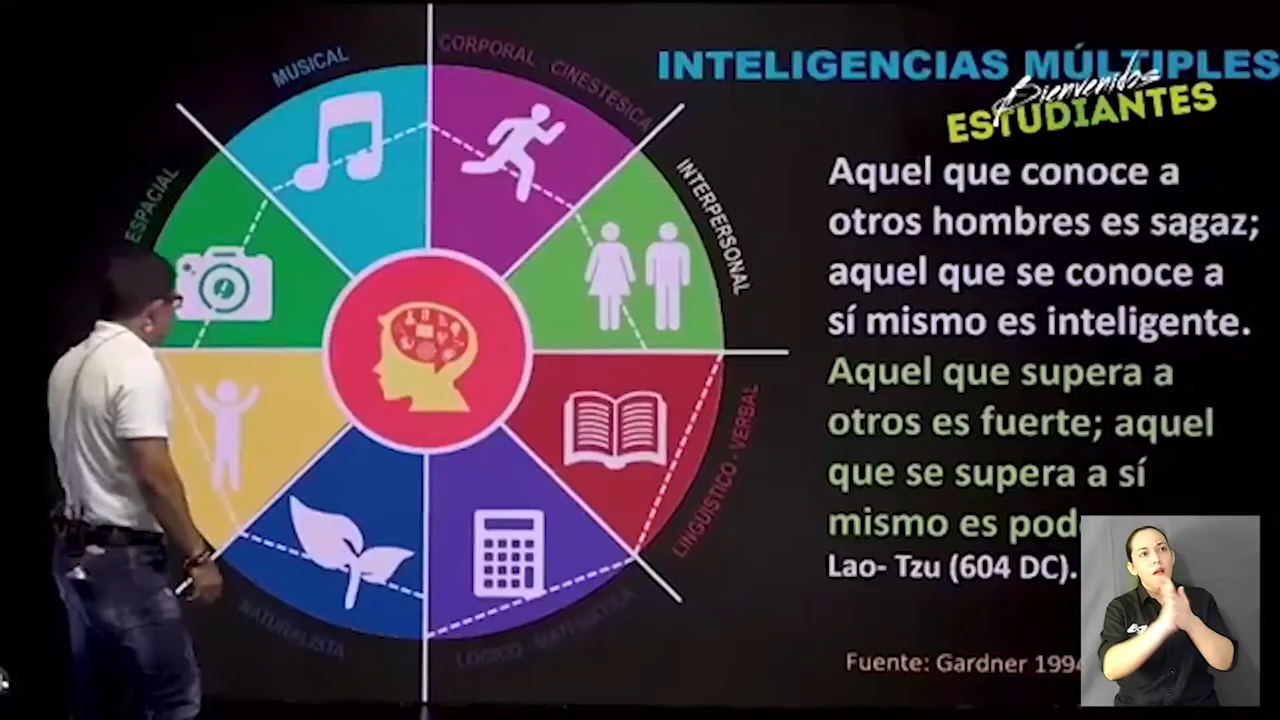 MUSICAL
CORPORAL CINESTESICA
INTELIGENCIAS MÚLTIPLES
Bienvenidos
ESTUDIANTES
ESPACIAL
INTERPERSONAL
Aquel que conoce a
otros hombres es sagaz;
aquel que se conoce a
sí mismo es inteligente.
Aquel que supera a
otros es fuerte; aquel
que se supera a sí
mismo es
Lao- Tzu (604 DC).
LINGUISTICO - VERBAL
NATURALISTA
LOGICO MATEMATICA
Fuente: Gardner 1994